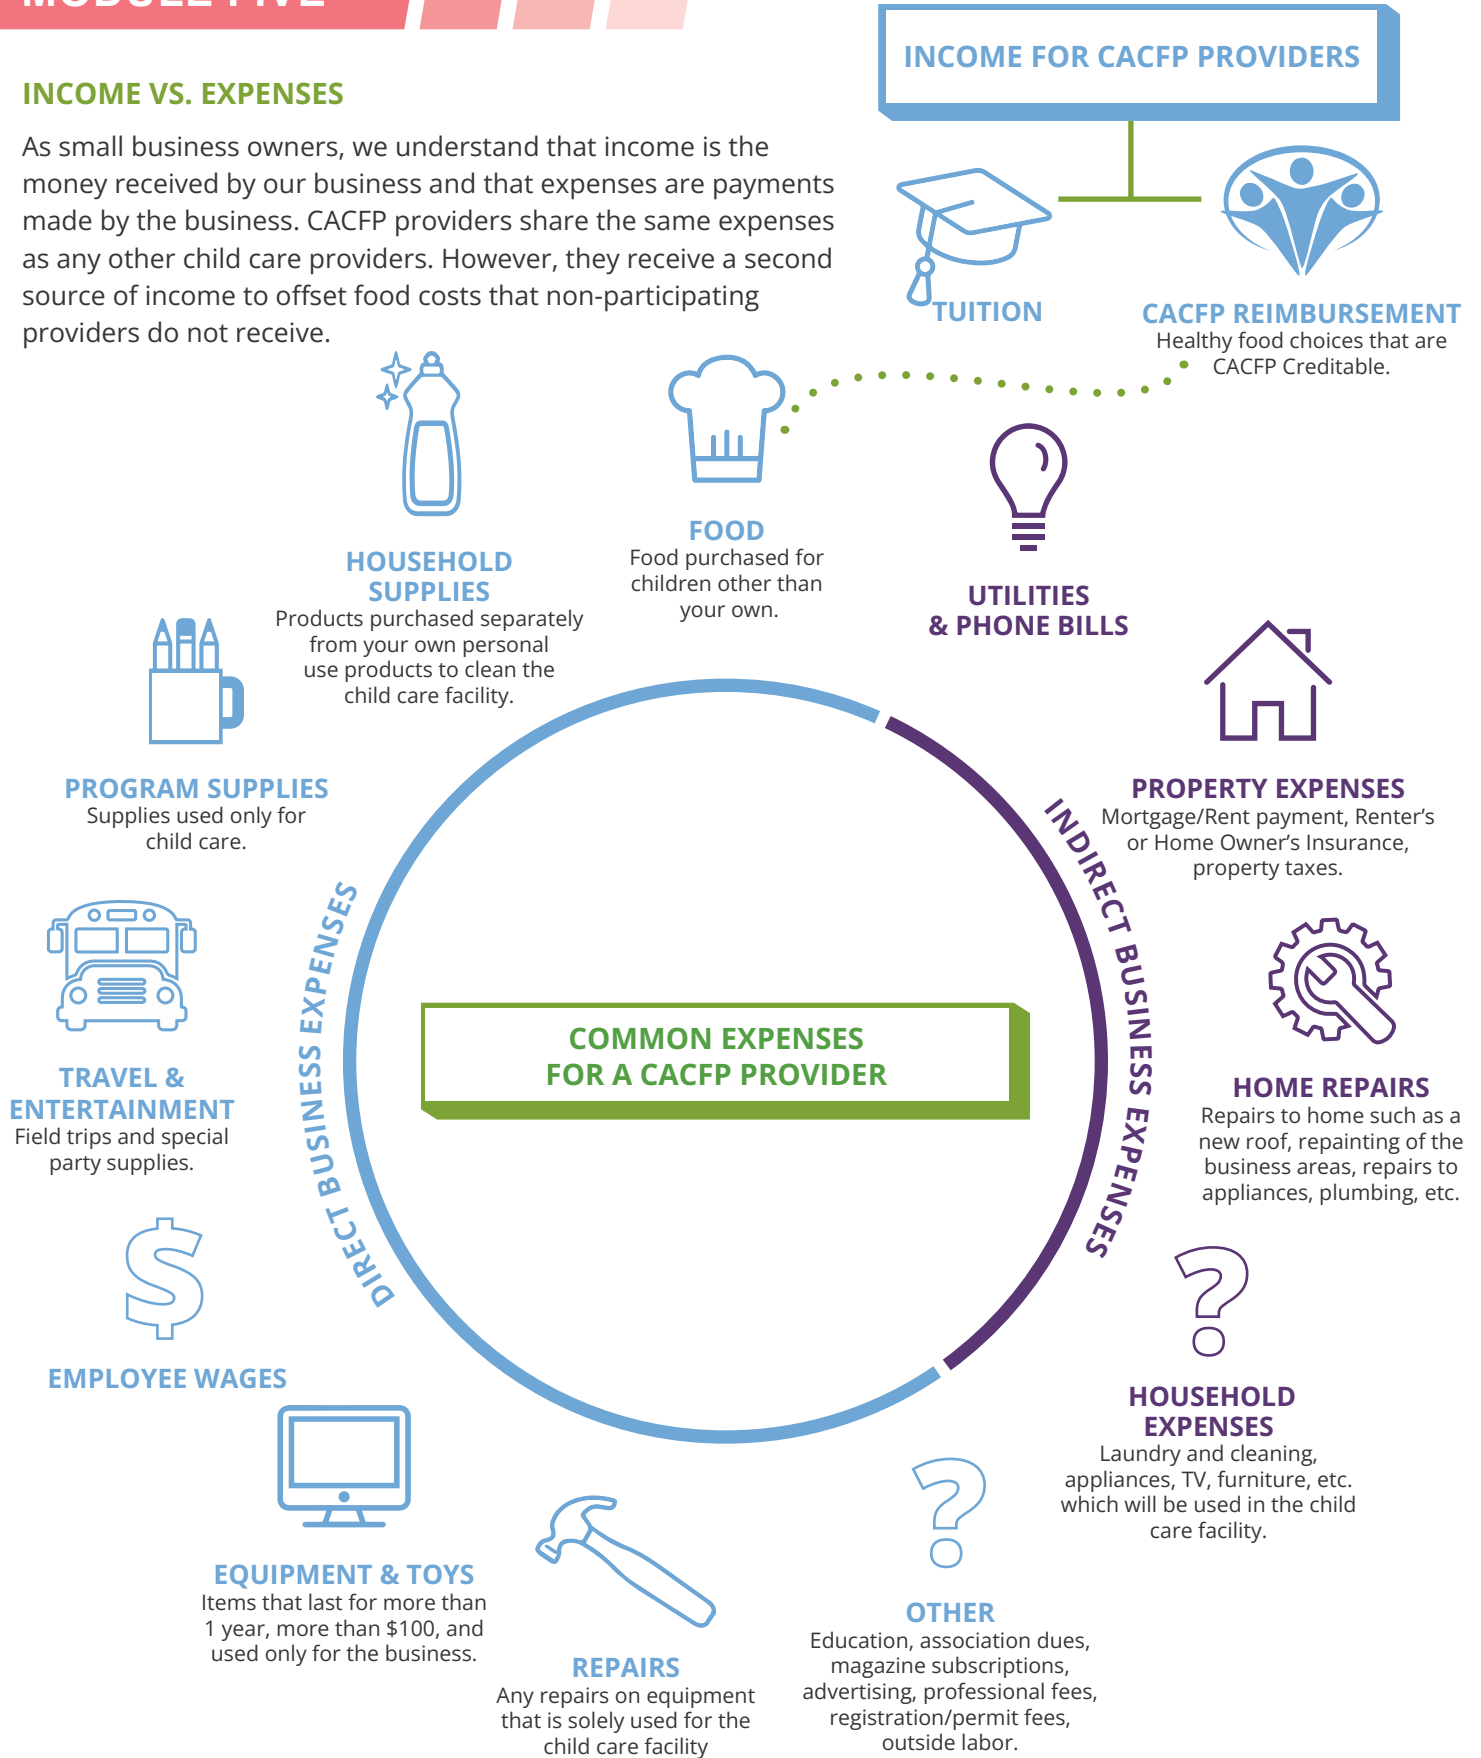 MODULE FIVE
INCOME VS. EXPENSES
As small business owners, we understand that income is the
money received by our business and that expenses are payments
made by the business. CACFP providers share the same expenses
as any other child care providers. However, they receive a second
source of income to offset food costs that non-participating
providers do not receive.
INCOME FOR CACFP PROVIDERS
TUITION
CACFP REIMBURSEMENT
Healthy food choices that are
CACFP Creditable.
HOUSEHOLD
SUPPLIES
Products purchased separately
from your own personal
use products to clean the
child care facility.
FOOD
Food purchased for
children other than
your own.
UTILITIES
& PHONE BILLS
PROGRAM SUPPLIES
Supplies used only for
child care.
PROPERTY EXPENSES
Mortgage/Rent payment, Renter's
or Home Owner's Insurance,
property taxes.
DIRECT BUSINESS EXPENSES
INDIRECT BUSINESS EXPENSES
COMMON EXPENSES
FOR A CACFP PROVIDER
TRAVEL &
ENTERTAINMENT
Field trips and special
party supplies.
HOME REPAIRS
Repairs to home such as a
new roof, repainting of the
business areas, repairs to
appliances, plumbing, etc.
EMPLOYEE WAGES
HOUSEHOLD
EXPENSES
Laundry and cleaning,
appliances, TV, furniture, etc.
which will be used in the child
care facility.
EQUIPMENT & TOYS
Items that last for more than
1 year, more than $100, and
used only for the business.
REPAIRS
Any repairs on equipment
that is solely used for the
child care facility
OTHER
Education, association dues,
magazine subscriptions,
advertising, professional fees,
registration/permit fees,
outside labor.